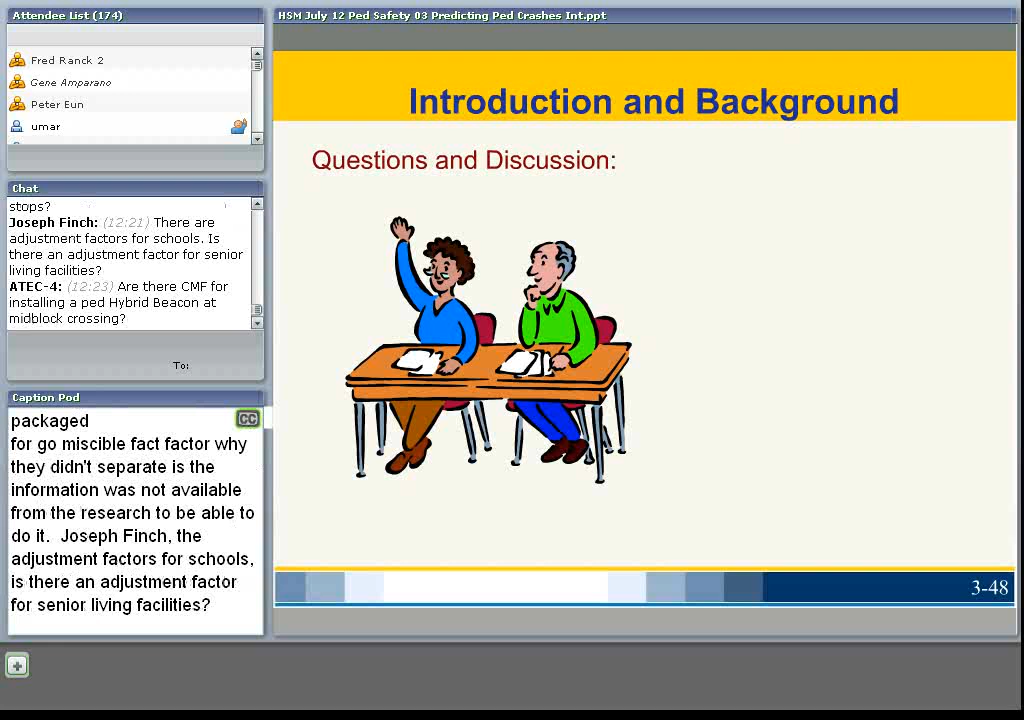 Attendee List (174)
Fred Ranck 2
Gene Amparano
Peter Eun
umar
Chat
stops?
Joseph Finch: (12:21) There are
adjustment factors for schools. Is
there an adjustment factor for senior
living facilities?
ATEC-4: (12:23) Are there CMF for
installing a ped Hybrid Beacon at
midblock crossing?
To:
Caption Pod
CC
packaged
for go miscible fact factor why
they didn't separate is the
information was not available
from the research to be able to
do it. Joseph Finch, the
adjustment factors for schools,
is there an adjustment factor
for senior living facilities?
HSM July 12 Ped Safety 03 Predicting Ped Crashes Int.ppt
Introduction and Background
Questions and Discussion:
3-48